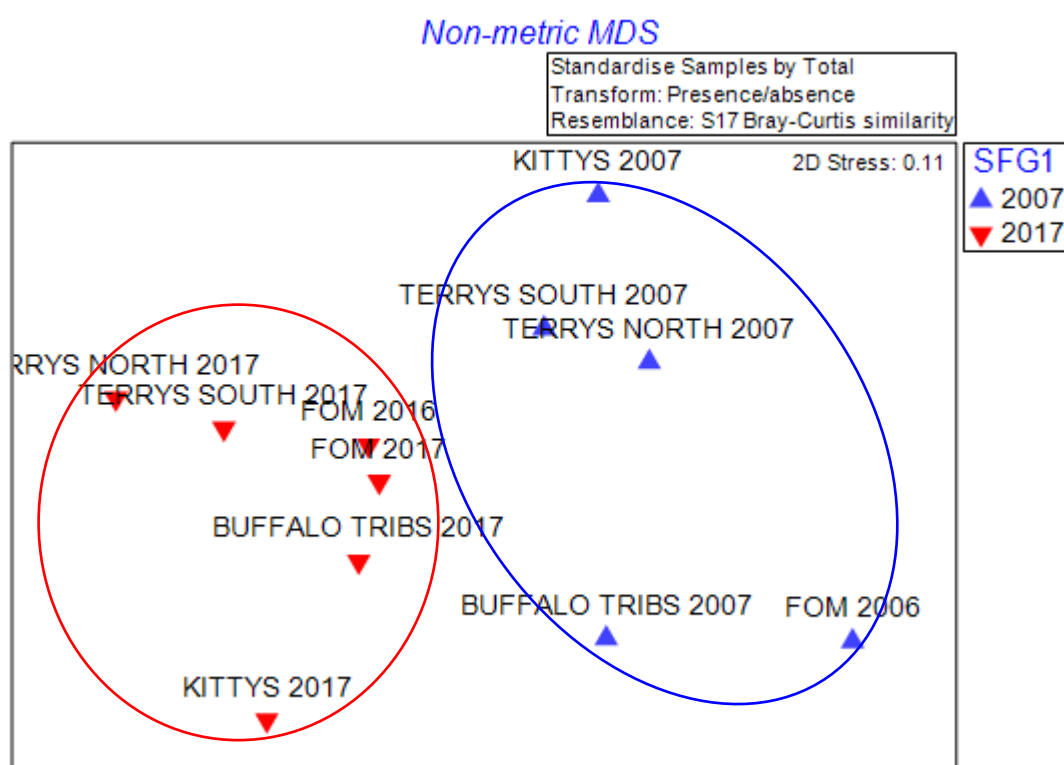 Non-metric MDS
Standardise Samples by Total
Transform: Presence/absence
Resemblance: S17 Bray-Curtis similarity
KITTYS 2007
2D Stress: 0.11
SFG1
2007
2017
TERRYS SOUTH 2007
TERRYS NORTH 2007
RRYS NORTH 2017
TERRYS SOUTH 2017
FOM 2016
FOM 2017
BUFFALO TRIBS 2017
BUFFALO TRIBS 2007
FOM 2006
KITTYS 2017